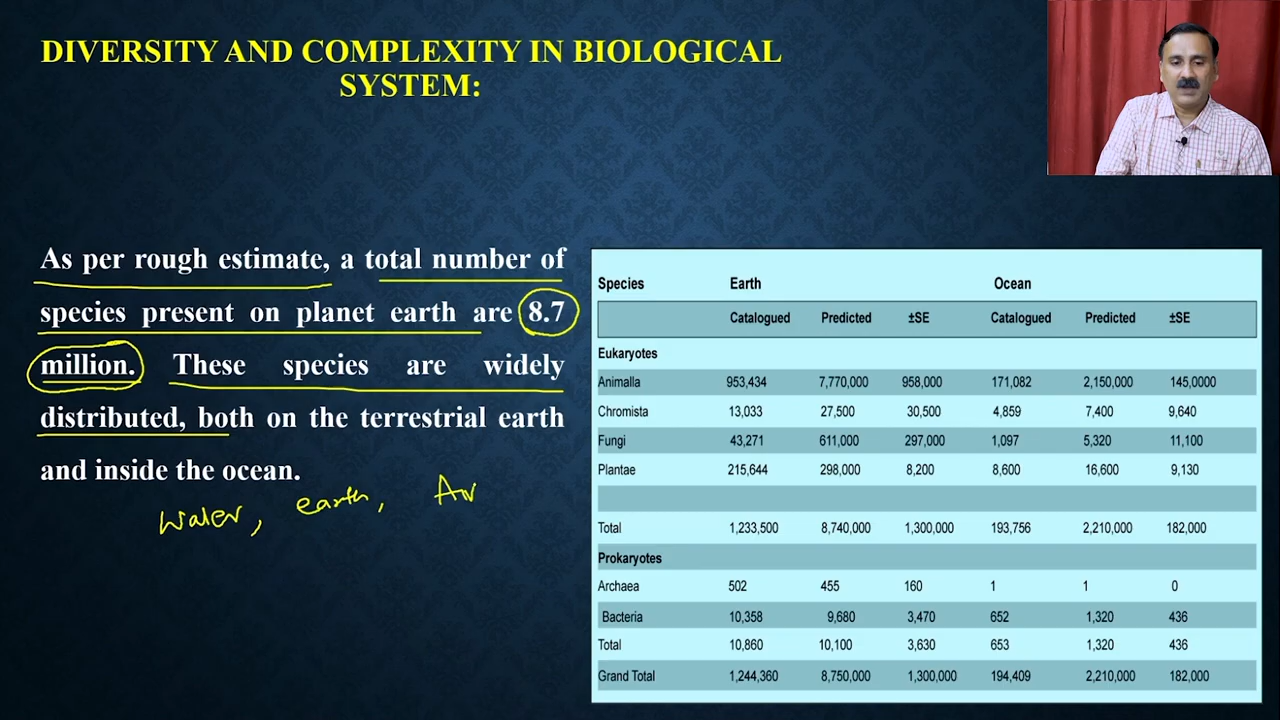 DIVERSITY AND COMPLEXITY IN BIOLOGICAL
SYSTEM:
As per rough estimate, a total number of
species present on planet earth are 8.7
million. These species are widely
distributed, both on the terrestrial earth
and inside the ocean.
Water, earth, Air
Species Earth Ocean
Catalogued Predicted ±SE Catalogued Predicted ±SE
Eukaryotes
Animalla 953,434 7,770,000 958,000 171,082 2,150,000 145,0000
Chromista 13,033 27,500 30,500 4,859 7,400 9,640
Fungi 43,271 611,000 297,000 1,097 5,320 11,100
Plantae 215,644 298,000 8,200 8,600 16,600 9,130
Total 1,233,500 8,740,000 1,300,000 193,756 2,210,000 182,000
Prokaryotes
Archaea 502 455 160 1 1 0
Bacteria 10,358 9,680 3,470 652 1,320 436
Total 10,860 10,100 3,630 653 1,320 436
Grand Total 1,244,360 8,750,000 1,300,000 194,409 2,210,000 182,000